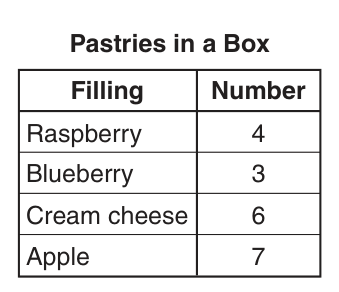 Pastries in a Box
Filling Number
Raspberry 4
Blueberry 3
Cream cheese 6
Apple 7